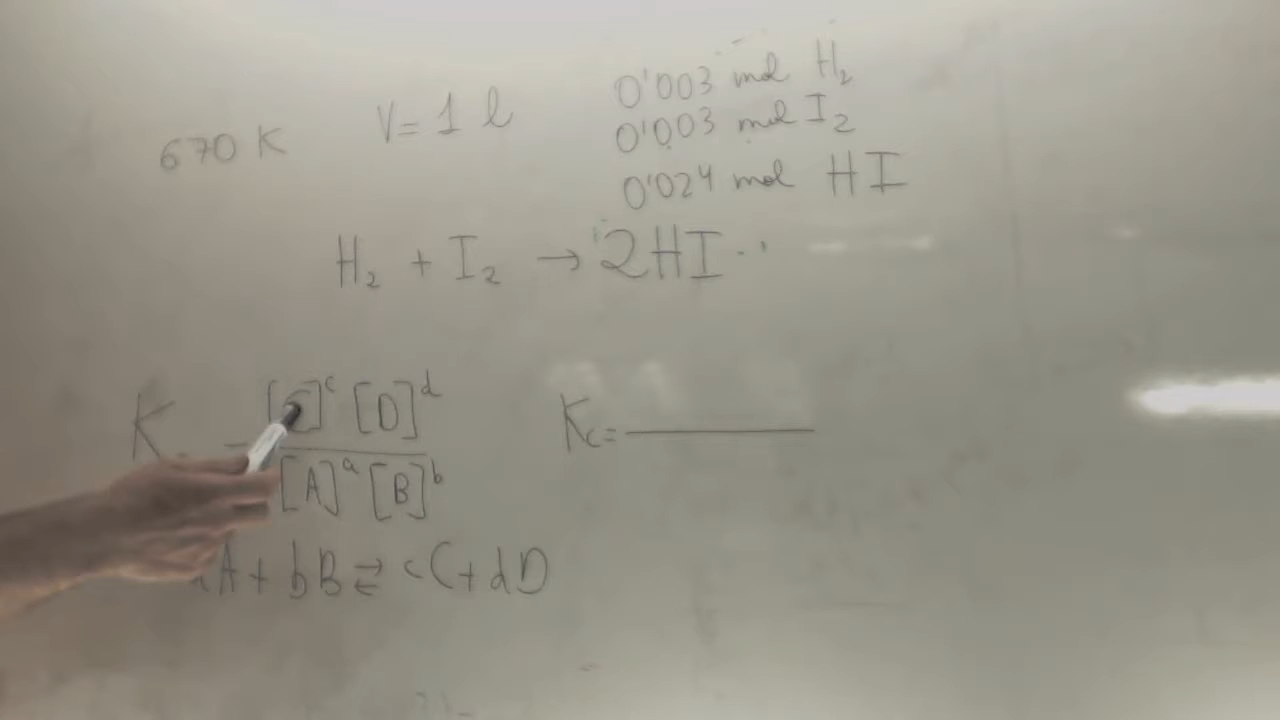 670 K V = 1 l
0'003 mol H₂
0'003 mol I₂
0'024 mol HI
H₂ + I₂ → 2HI
K = [C]ᶜ [D]ᵈ / [A]ᵃ [B]ᵇ
Kc =
A + bB ⇄ cC + dD